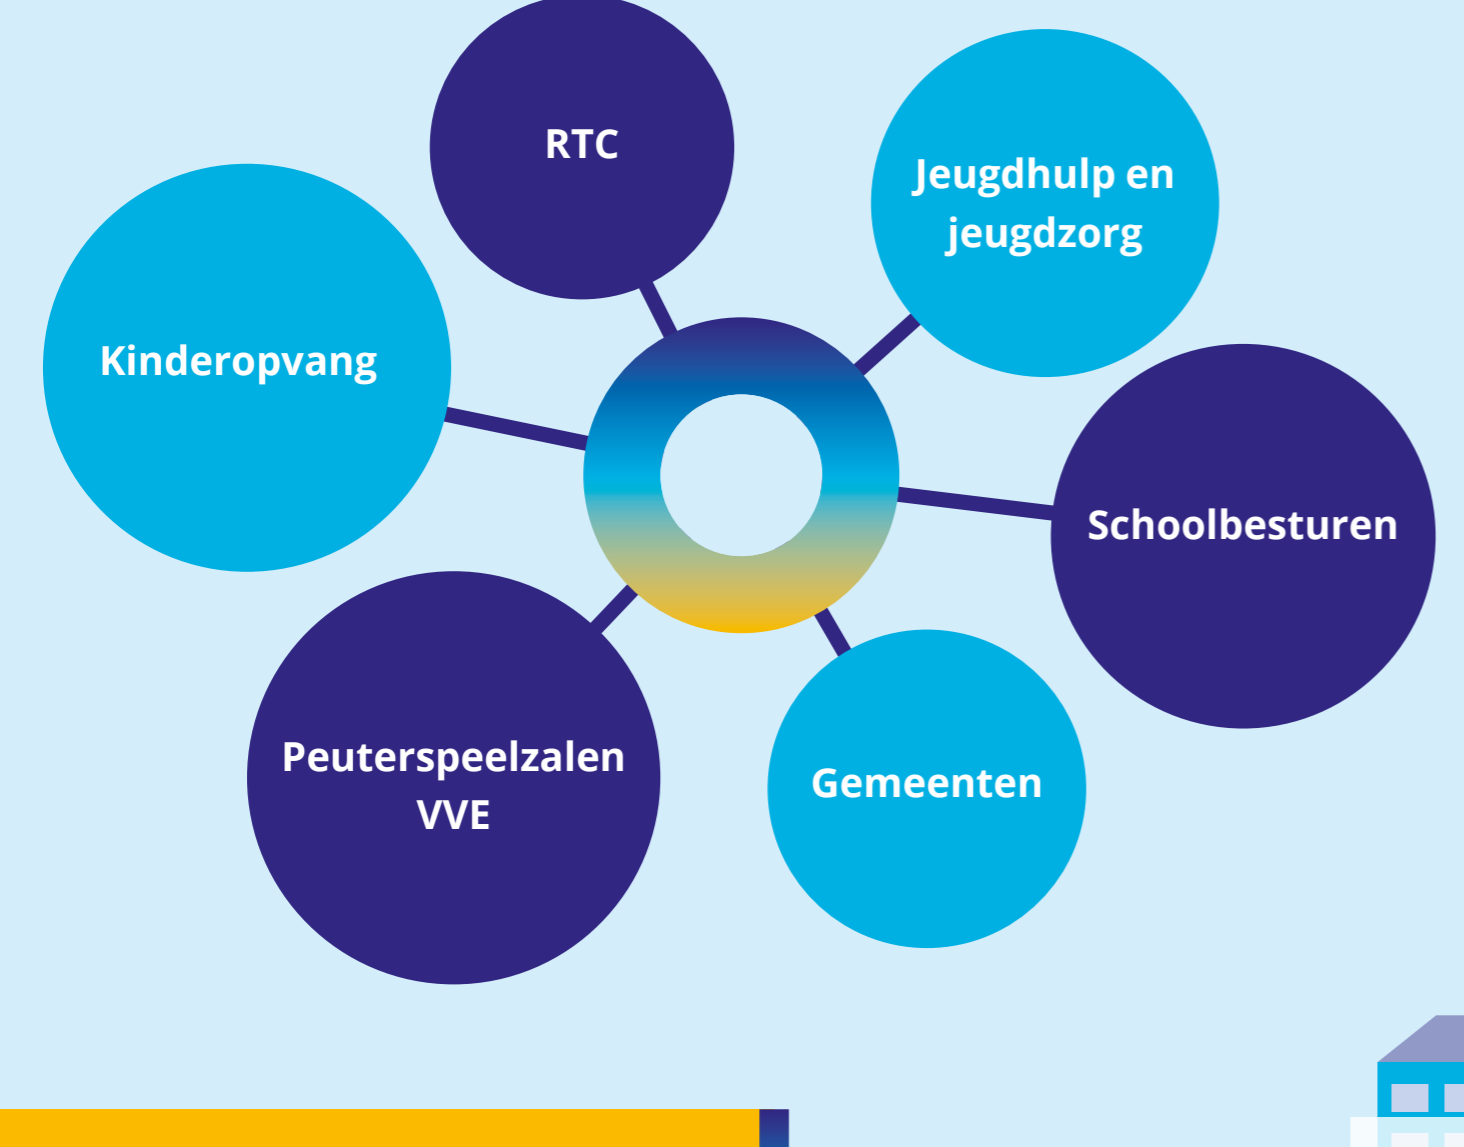 RTC
Jeugdhulp en
jeugdzorg
Kinderopvang
Schoolbesturen
Peuterspeelzalen
VVE
Gemeenten